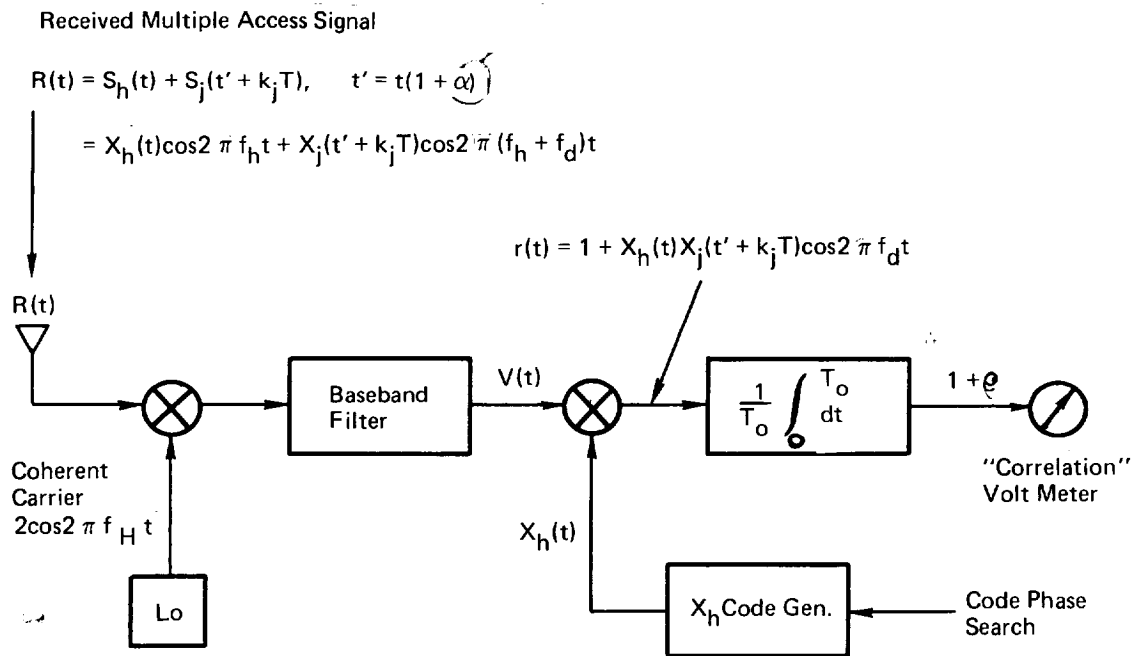 Received Multiple Access Signal
R(t) = S_h(t) + S_j(t' + k_jT),   t' = t(1 + α)
= X_h(t)cos2 π f_ht + X_j(t' + k_jT)cos2 π (f_h + f_d)t
r(t) = 1 + X_h(t)X_j(t' + k_jT)cos2 π f_dt
R(t)
Baseband
Filter
V(t)
1/T_o ∫_0^T_o dt
1+ρ
"Correlation"
Volt Meter
Coherent
Carrier
2cos2 π f_H t
Lo
X_h(t)
X_h Code Gen.
Code Phase
Search